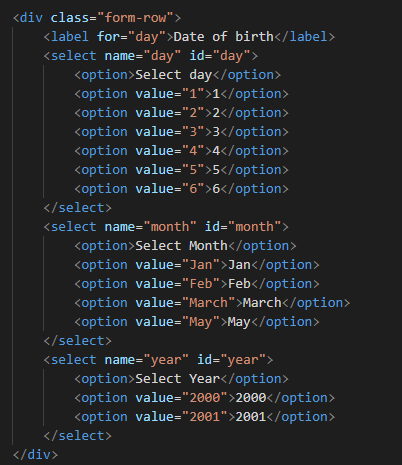 <div class="form-row">
    <label for="day">Date of birth</label>
    <select name="day" id="day">
        <option>Select day</option>
        <option value="1">1</option>
        <option value="2">2</option>
        <option value="3">3</option>
        <option value="4">4</option>
        <option value="5">5</option>
        <option value="6">6</option>
    </select>
    <select name="month" id="month">
        <option>Select Month</option>
        <option value="Jan">Jan</option>
        <option value="Feb">Feb</option>
        <option value="March">March</option>
        <option value="May">May</option>
    </select>
    <select name="year" id="year">
        <option>Select Year</option>
        <option value="2000">2000</option>
        <option value="2001">2001</option>
    </select>
</div>